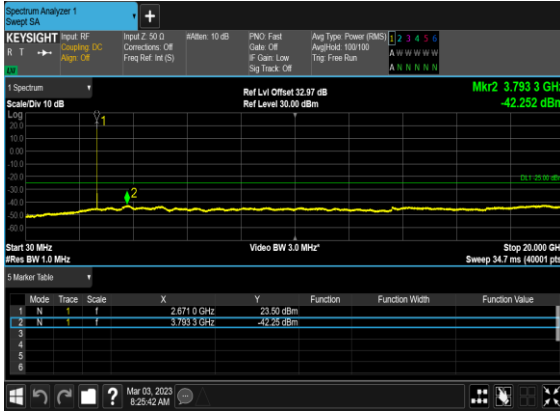 Spectrum Analyzer 1
Swept SA
+
KEYSIGHT Input: RF Input Z: 50 Ω #Atten: 10 dB PNO: Fast Avg Type: Power (RMS) 1 2 3 4 5 6
R T Coupling: DC Corrections: Off Gate: Off Avg|Hold: 100/100 A W W W W W
Align: Off Freq Ref: Int (S) IF Gain: Low Trig: Free Run
Sig Track: Off A N N N N N
1 Spectrum Ref Lvl Offset 32.97 dB Mkr2 3.793 3 GHz
Scale/Div 10 dB Ref Level 30.00 dBm -42.252 dBm
Log
20.0
10.0
0.00
-10.0
-20.0
-30.0
-40.0
-50.0
-60.0
1
2
DL1 -25.00 dBm
Start 30 MHz Video BW 3.0 MHz* Stop 20.000 GHz
#Res BW 1.0 MHz Sweep 34.7 ms (40001 pts)
5 Marker Table
Mode Trace Scale X Y Function Function Width Function Value
1 N 1 f 2.671 0 GHz 23.50 dBm
2 N 1 f 3.793 3 GHz -42.25 dBm
3
4
5
6
? Mar 03, 2023
8:25:42 AM